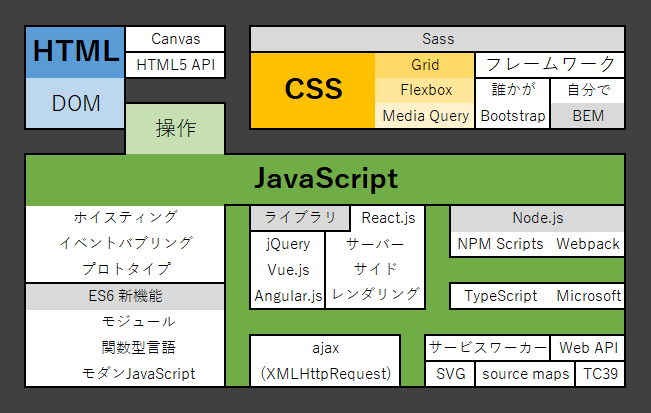 HTML
Canvas
HTML5 API
DOM
操作
Sass
CSS
Grid
Flexbox
Media Query
フレームワーク
誰かが
Bootstrap
自分で
BEM
JavaScript
ホイスティング
イベントバブリング
プロトタイプ
ES6 新機能
モジュール
関数型言語
モダンJavaScript
ライブラリ
React.js
jQuery
Vue.js
Angular.js
サーバー
サイド
レンダリング
Node.js
NPM Scripts Webpack
TypeScript Microsoft
ajax
(XMLHttpRequest)
サービスワーカー
Web API
SVG
source maps
TC39